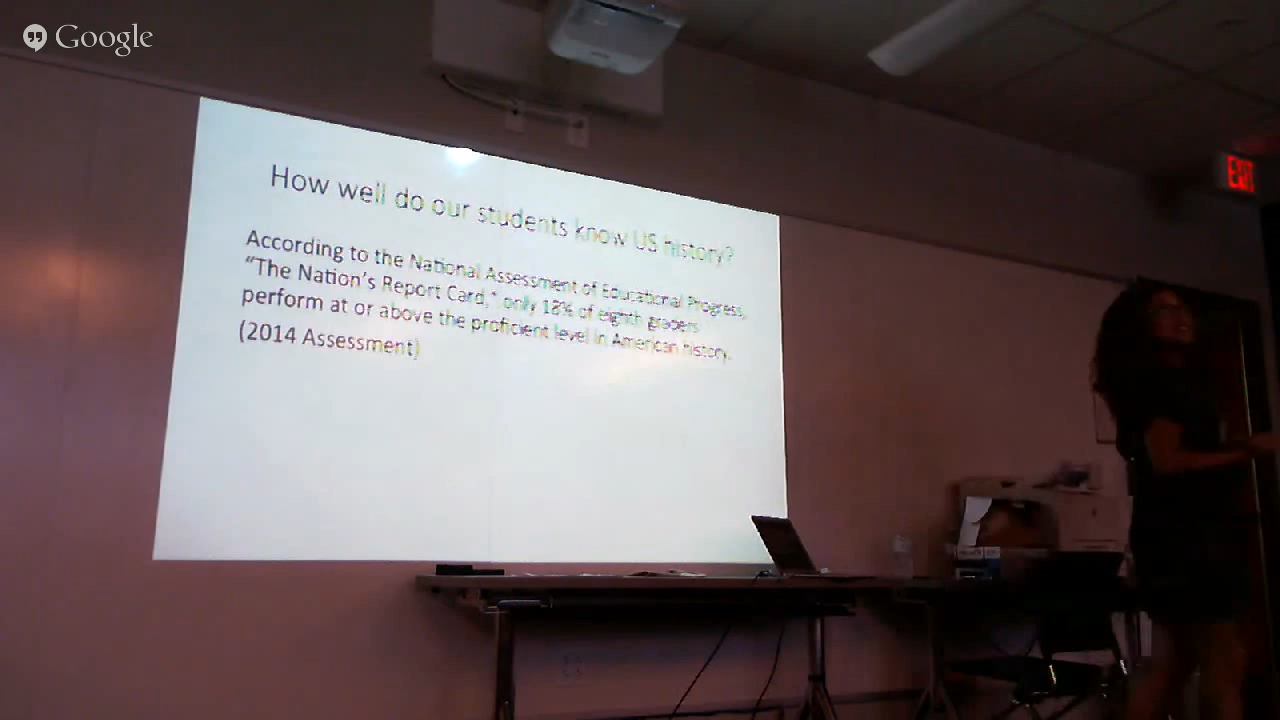 Google
How well do our students know US history?
According to the National Assessment of Educational Progress,
“The Nation’s Report Card,” only 18% of eighth graders
perform at or above the proficient level in American history.
(2014 Assessment)
EXIT